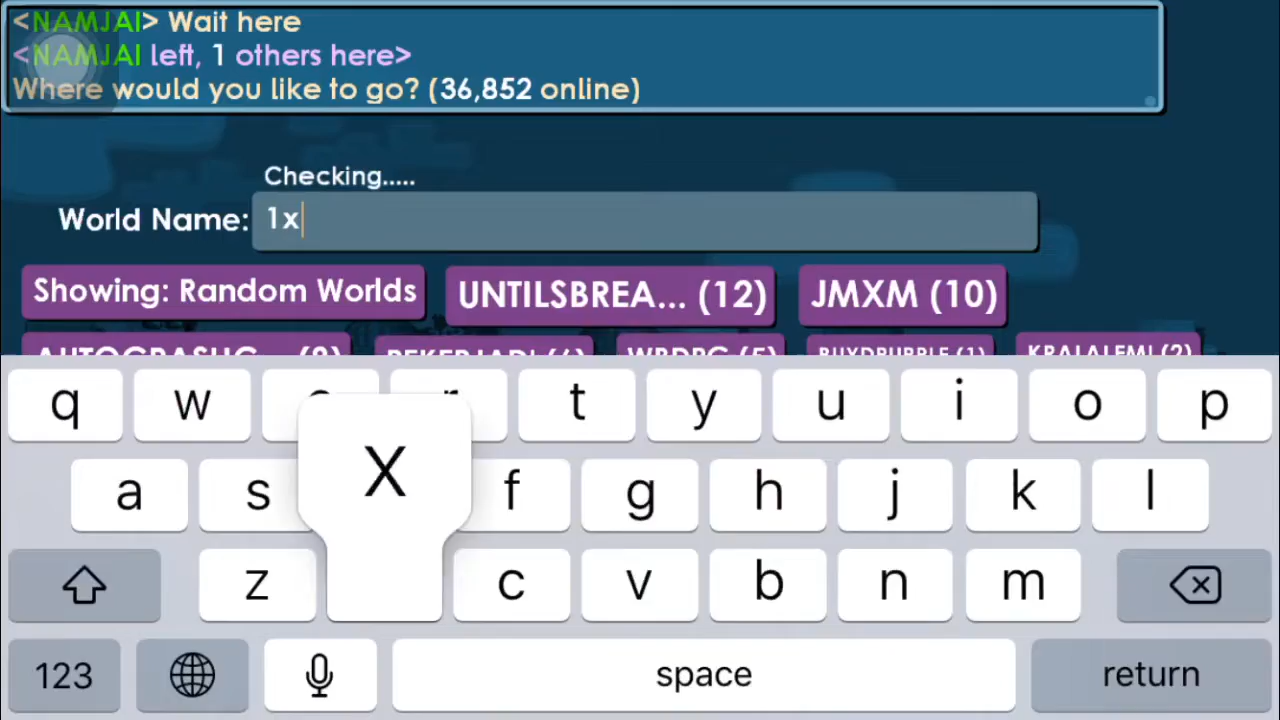 <NAMJAI> Wait here
<NAMJAI left, 1 others here>
Where would you like to go? (36,852 online)
Checking.....
World Name: 1x
Showing: Random Worlds UNTILSBREA... (12) JMXM (10)
q w t y u i o p
X
a s f g h j k l
z c v b n m
123 space return